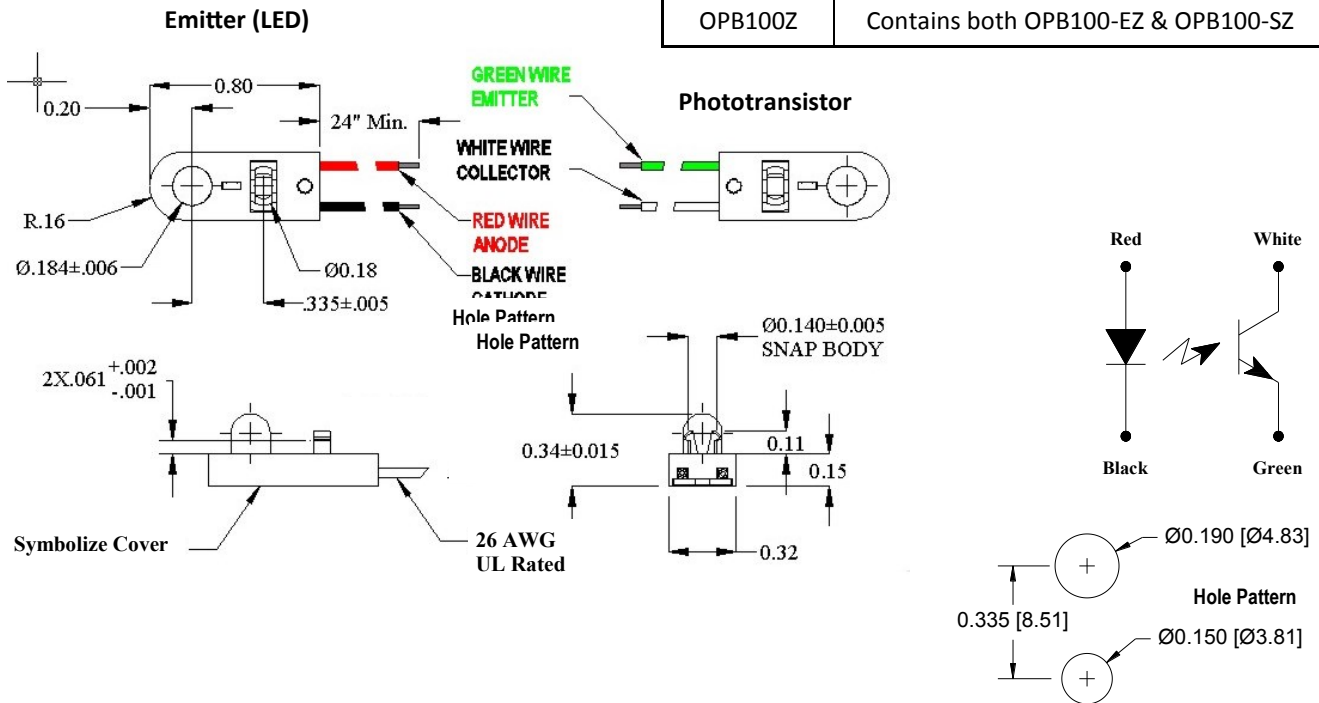 Emitter (LED)
OPB100Z
Contains both OPB100-EZ & OPB100-SZ
0.80
0.20
24" Min.
GREEN WIRE
EMITTER
Phototransistor
WHITE WIRE
COLLECTOR
R.16
RED WIRE
ANODE
Ø.184±.006
Ø0.18
BLACK WIRE
CATHODE
.335±.005
Hole Pattern
Hole Pattern
Ø0.140±0.005
SNAP BODY
Red
White
2X.061 +.002
-.001
0.34±0.015
0.11
0.15
Black
Green
Symbolize Cover
26 AWG
UL Rated
0.32
Ø0.190 [Ø4.83]
Hole Pattern
0.335 [8.51]
Ø0.150 [Ø3.81]